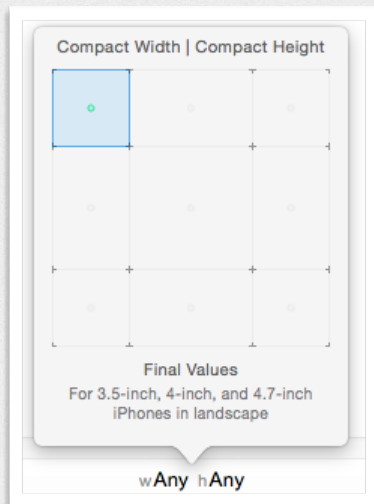 Compact Width | Compact Height
Final Values
For 3.5-inch, 4-inch, and 4.7-inch
iPhones in landscape
wAny hAny